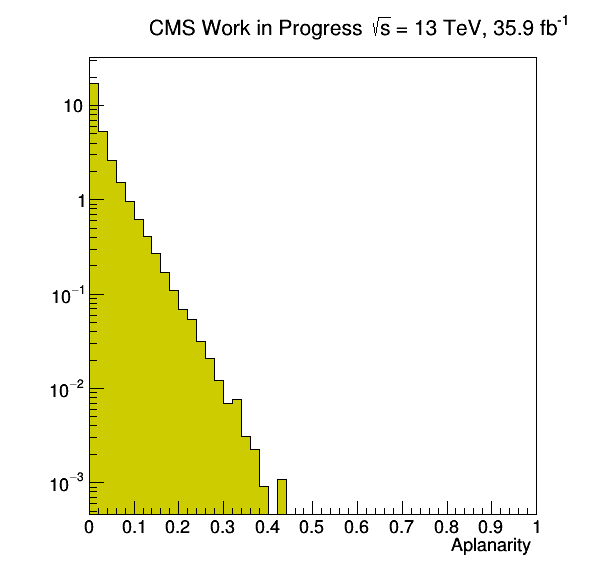 CMS Work in Progress √s = 13 TeV, 35.9 fb⁻¹
10
1
10⁻¹
10⁻²
10⁻³
0 0.1 0.2 0.3 0.4 0.5 0.6 0.7 0.8 0.9 1
Aplanarity